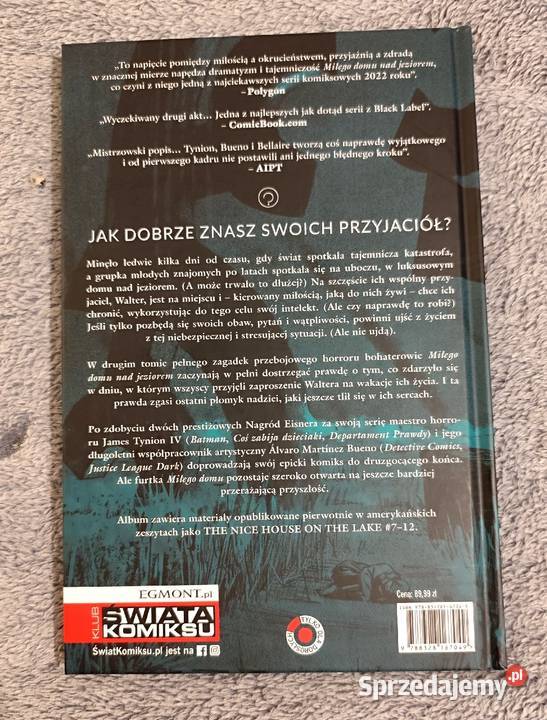 „To napięcie pomiędzy miłością a okrucieństwem, przyjaźnią a zdradą
w znacznej mierze napędza dramatyzm i tajemniczość Miłego domu nad jeziorem,
co czyni z niego jedną z najciekawszych serii komiksowych 2022 roku”.
– Polygon
„Wyczekiwany drugi akt... Jedna z najlepszych jak dotąd serii z Black Label”.
– ComicBook.com
„Mistrzowski popis... Tynion, Bueno i Bellaire tworzą coś naprawdę wyjątkowego
i od pierwszego kadru nie postawili ani jednego błędnego kroku”.
– AIPT
JAK DOBRZE ZNASZ SWOICH PRZYJACIÓŁ?
Minęło ledwie kilka dni od czasu, gdy świat spotkała tajemnicza katastrofa,
a grupka młodych znajomych po latach spotkała się na uboczu, w luksusowym
domu nad jeziorem. (A może trwało to dłużej?) Na szczęście ich wspólny przy-
jaciel, Walter, jest na miejscu i – kierowany miłością, jaką do nich żywi – chce ich
chronić, wykorzystując do tego celu swój intelekt. (Ale czy naprawdę to robi?)
Jeśli tylko pozbędą się swoich obaw, pytań i wątpliwości, powinni ujść z życiem
z tej niebezpiecznej i stresującej sytuacji. (Ale nie ujdą).
W drugim tomie pełnego zagadek przebojowego horroru bohaterowie Miłego
domu nad jeziorem zaczynają w pełni dostrzegać prawdę o tym, co zdarzyło się
w dniu, w którym wszyscy przyjęli zaproszenie Waltera na wakacje ich życia. I ta
prawda zgasi ostatni płomyk nadziei, jaki jeszcze tlił się w ich sercach.
Po zdobyciu dwóch prestiżowych Nagród Eisnera za swoją serię maestro horro-
ru James Tynion IV (Batman, Coś zabija dzieciaki, Departament Prawdy) i jego
długoletni współpracownik artystyczny Álvaro Martínez Bueno (Detective Comics,
Justice League Dark) doprowadzają swój epicki komiks do druzgocącego końca.
Ale furtka Miłego domu pozostaje szeroko otwarta na jeszcze bardziej
przerażającą przyszłość.
Album zawiera materiały opublikowane pierwotnie w amerykańskich
zeszytach jako THE NICE HOUSE ON THE LAKE #7–12.
EGMONT.pl
KLUB
ŚWIATA
KOMIKSU
ŚwiatKomiksu.pl jest na
TYLKO DLA DOROSŁYCH
Cena: 89,99 zł
9 788328 167049
Sprzedajemy.pl